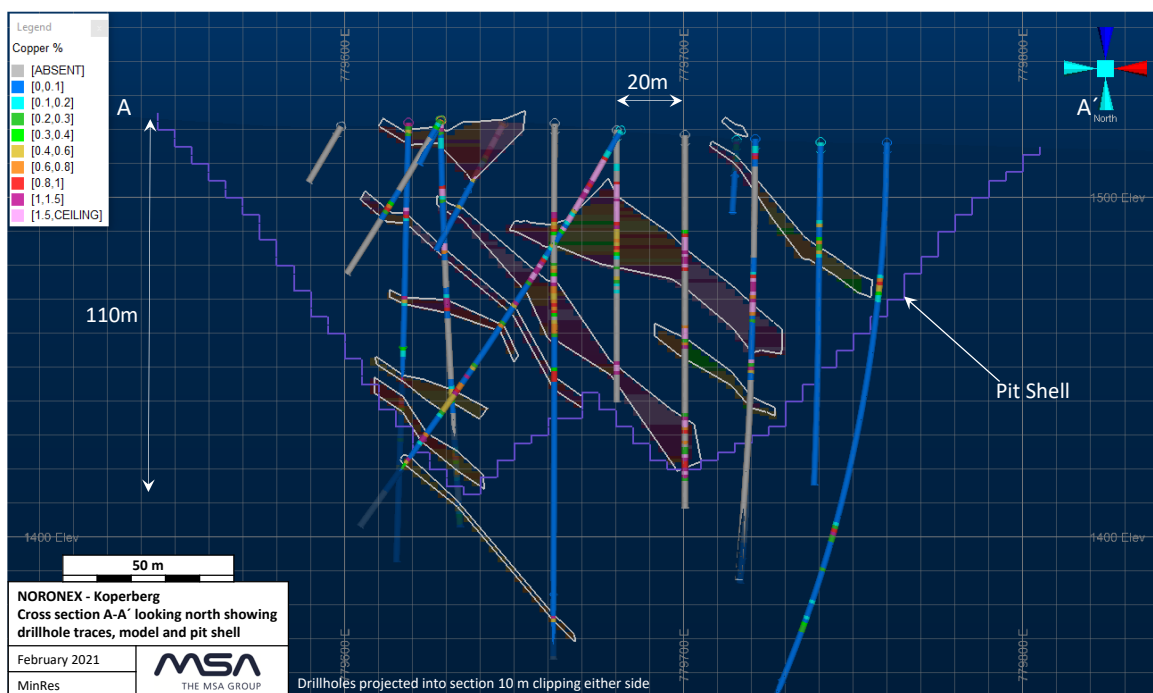 Legend
Copper %
[ABSENT]
[0,0.1]
[0.1,0.2]
[0.2,0.3]
[0.3,0.4]
[0.4,0.6]
[0.6,0.8]
[0.8,1]
[1,1.5]
[1.5,CEILING]
779600 E
779700 E
779800 E
A
20m
A´
North
1500 Elev
110m
Pit Shell
1400 Elev
50 m
779600 E
779700 E
779800 E
NORONEX - Koperberg
Cross section A-A´ looking north showing
drillhole traces, model and pit shell
February 2021
MinRes
MSA
THE MSA GROUP
Drillholes projected into section 10 m clipping either side